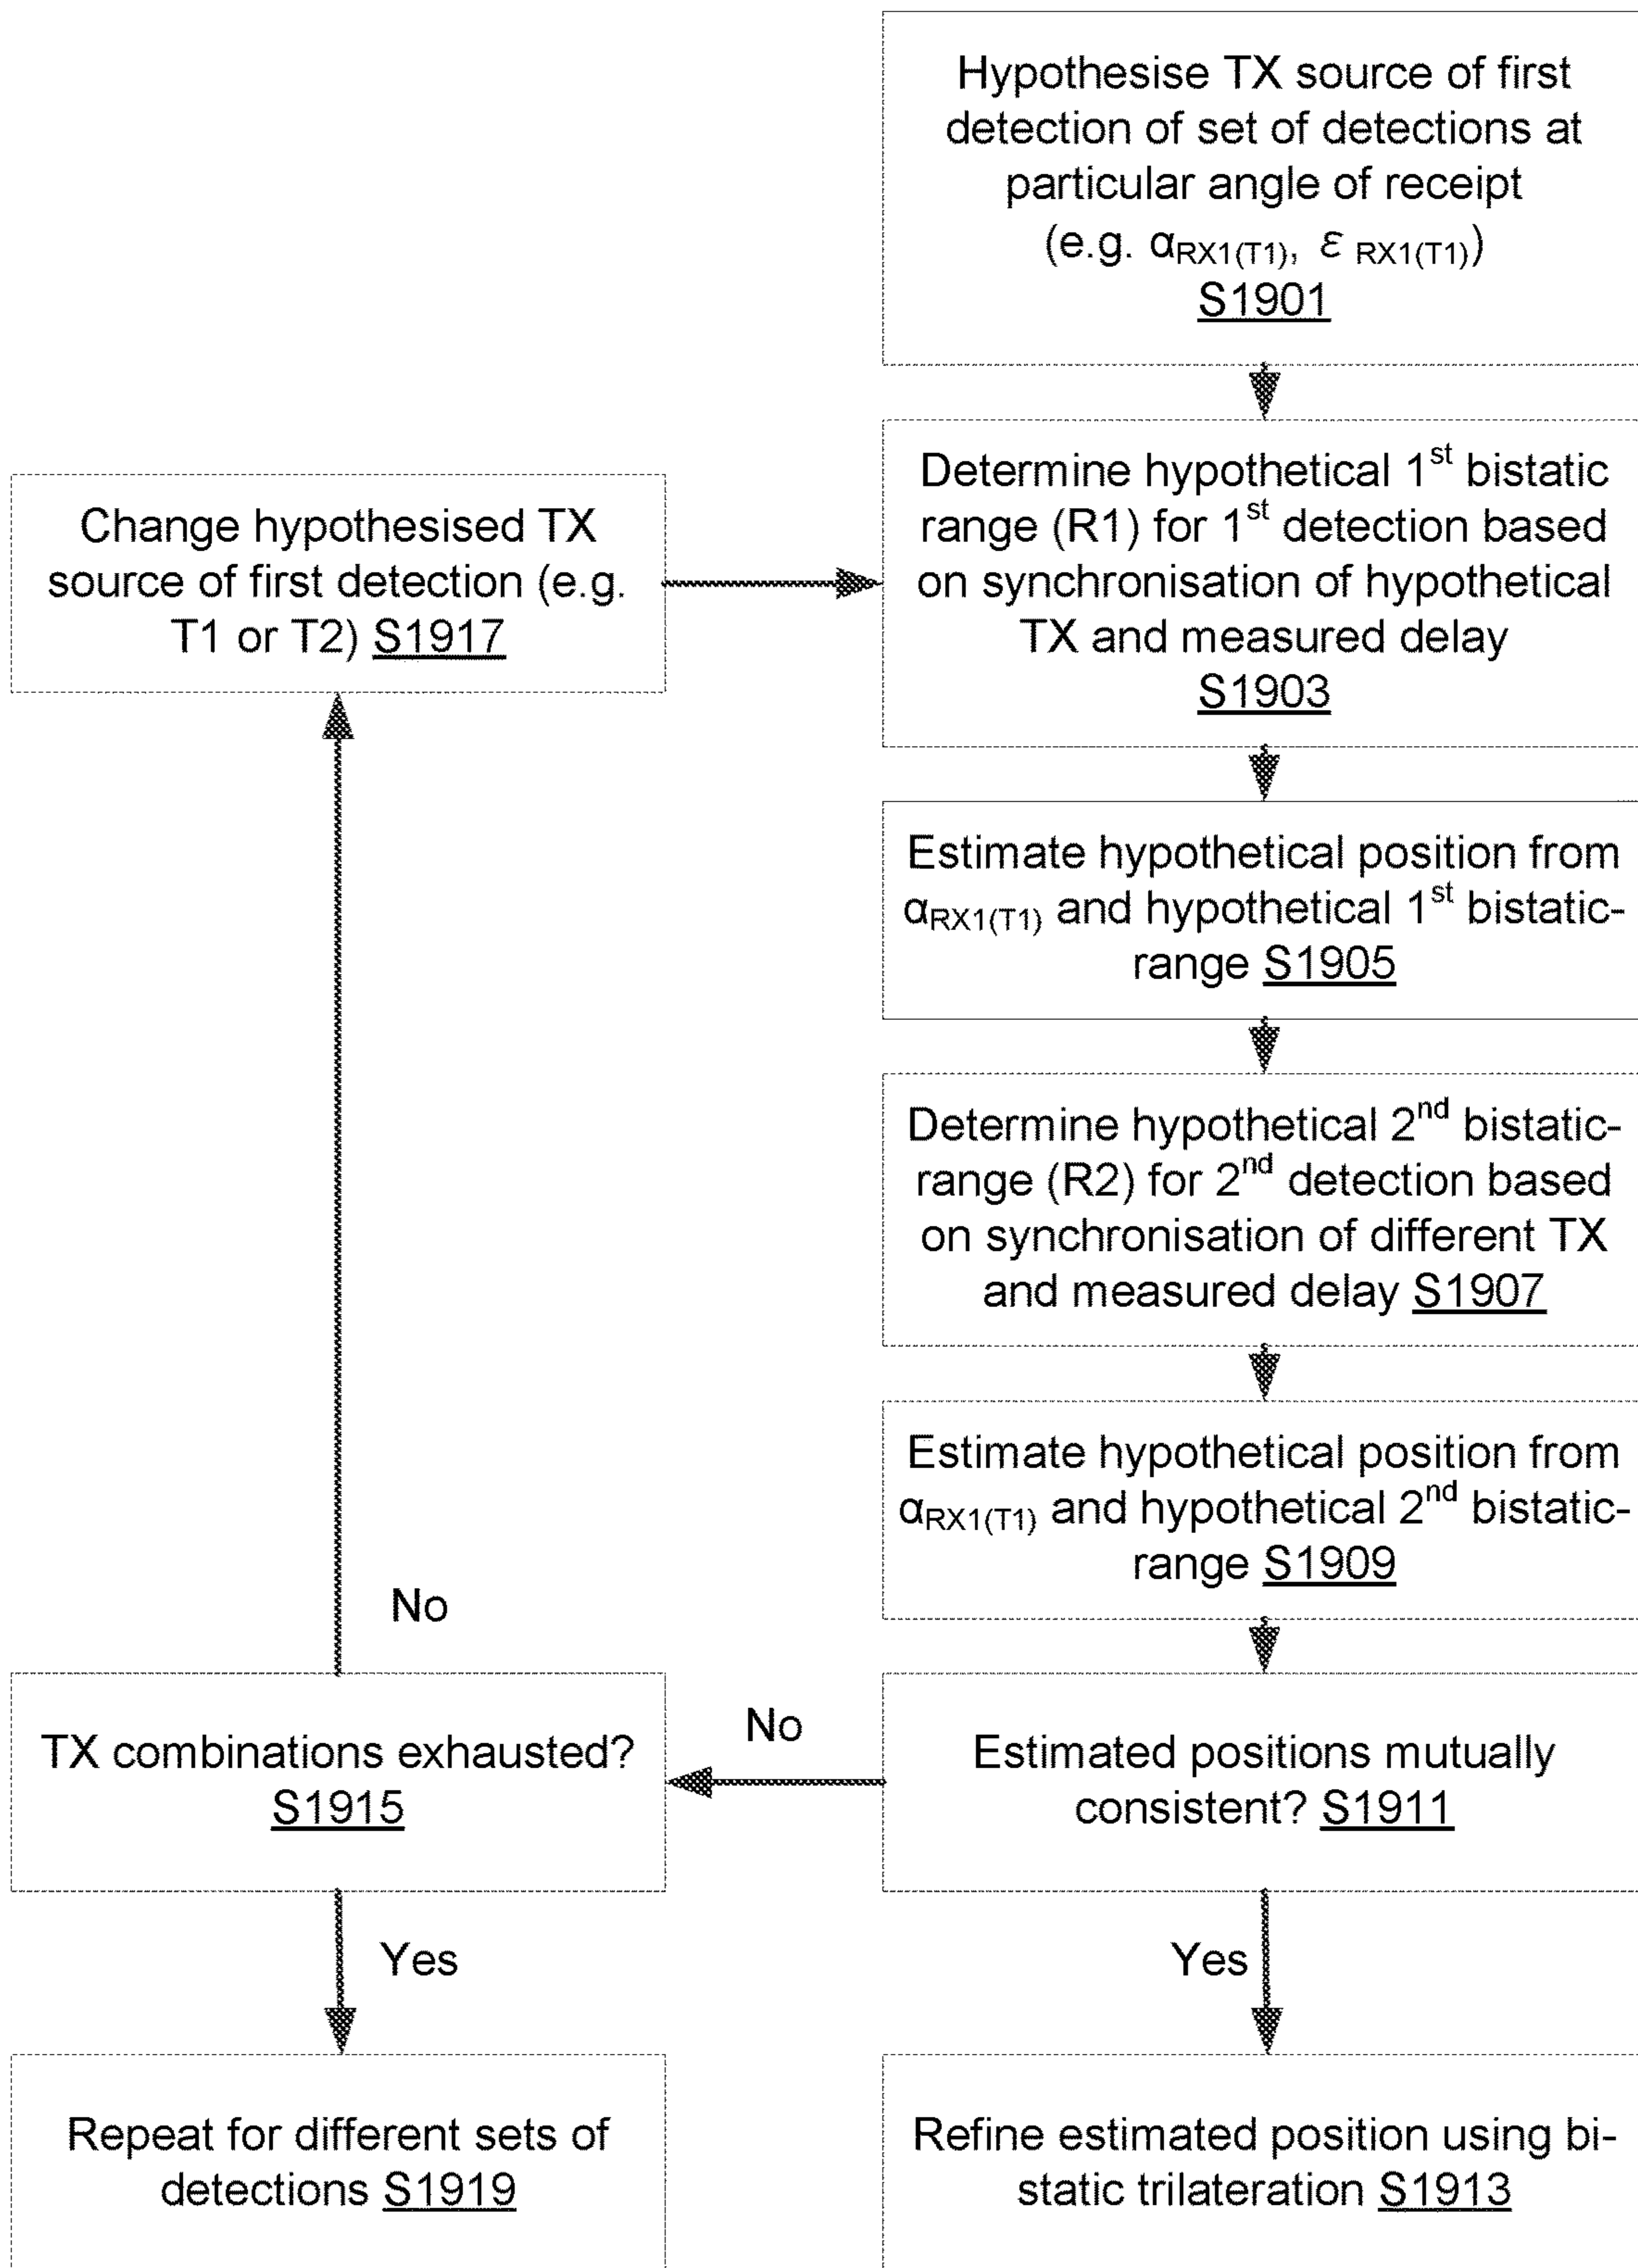 Hypothesise TX source of first
detection of set of detections at
particular angle of receipt
(e.g. αRX1(T1), ε RX1(T1))
S1901
Determine hypothetical 1st bistatic
range (R1) for 1st detection based
on synchronisation of hypothetical
TX and measured delay
S1903
Change hypothesised TX
source of first detection (e.g.
T1 or T2) S1917
Estimate hypothetical position from
αRX1(T1) and hypothetical 1st bistatic-
range S1905
Determine hypothetical 2nd bistatic-
range (R2) for 2nd detection based
on synchronisation of different TX
and measured delay S1907
Estimate hypothetical position from
αRX1(T1) and hypothetical 2nd bistatic-
range S1909
Estimated positions mutually
consistent? S1911
No
TX combinations exhausted?
S1915
No
Yes
Yes
Repeat for different sets of
detections S1919
Refine estimated position using bi-
static trilateration S1913